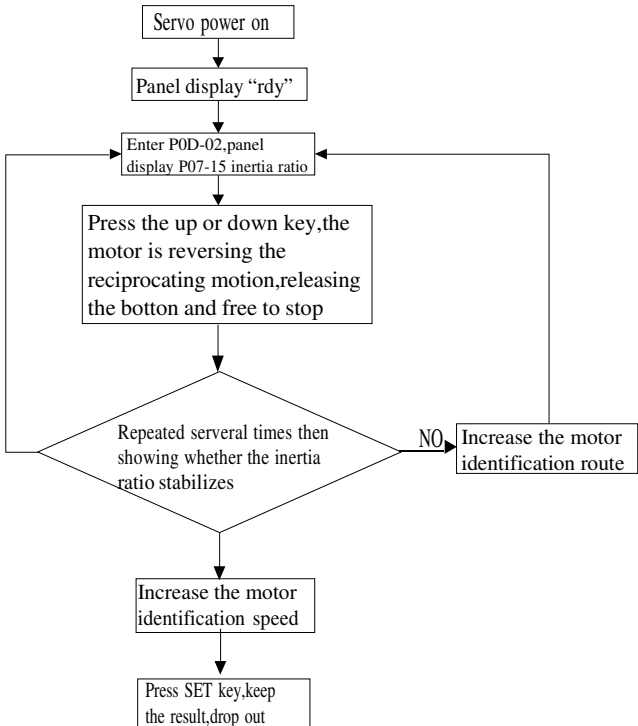 Servo power on
Panel display “rdy”
Enter P0D-02,panel
display P07-15 inertia ratio
Press the up or down key,the
motor is reversing the
reciprocating motion,releasing
the botton and free to stop
Repeated serveral times then
showing whether the inertia
ratio stabilizes
NO
Increase the motor
identification route
Increase the motor
identification speed
Press SET key,keep
the result,drop out